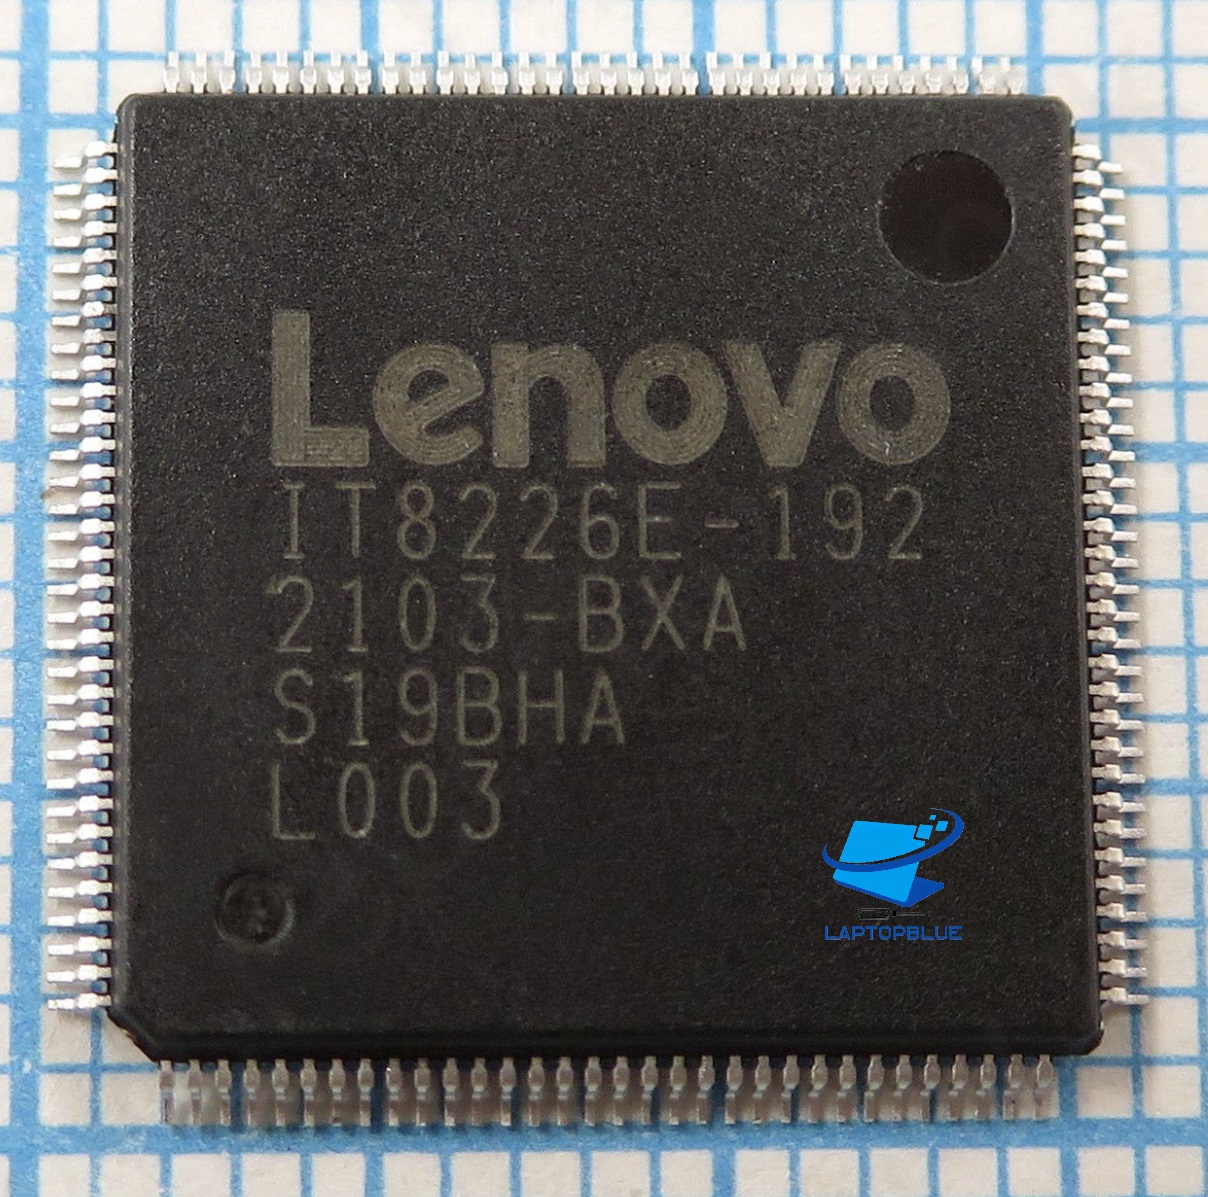 Lenovo
IT8226E-192
2103-BXA
S19BHA
L003
LAPTOPBLUE